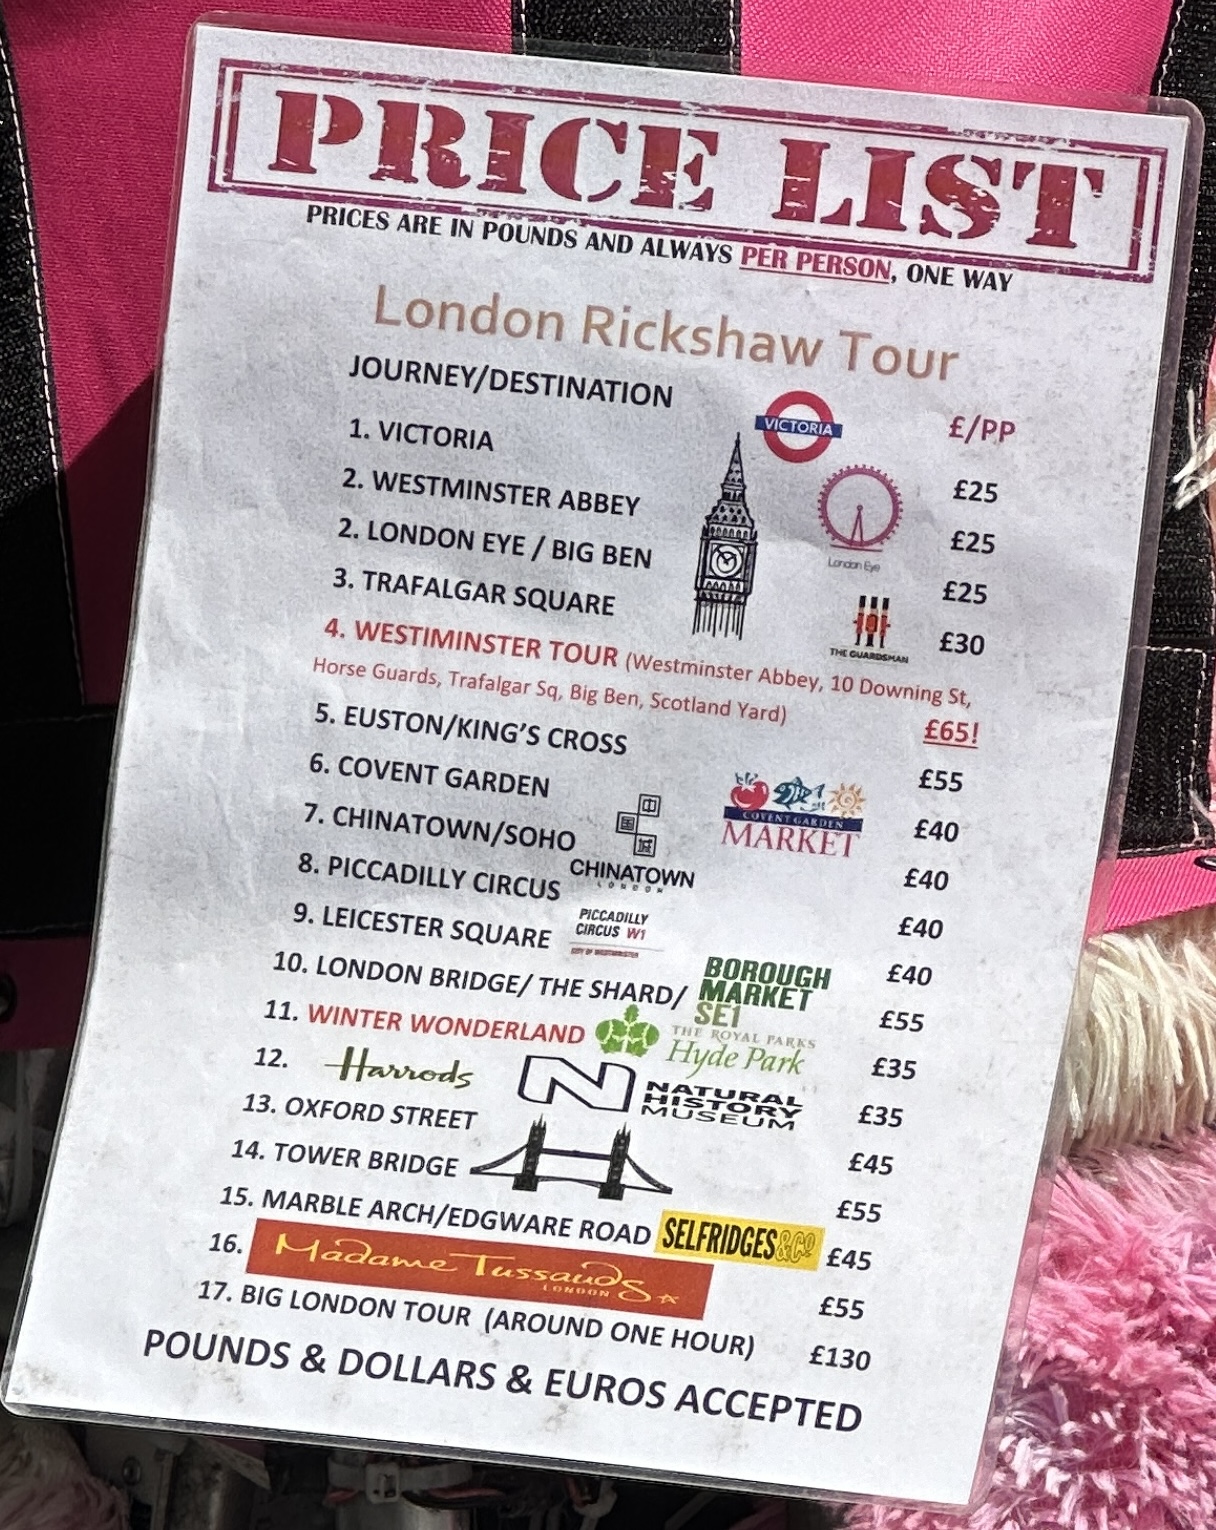 PRICE LIST
PRICES ARE IN POUNDS AND ALWAYS PER PERSON, ONE WAY
London Rickshaw Tour
JOURNEY/DESTINATION £/PP
VICTORIA
1. VICTORIA £25
2. WESTMINSTER ABBEY £25
2. LONDON EYE / BIG BEN £25
London Eye
3. TRAFALGAR SQUARE £30
THE GUARDSMAN
4. WESTIMINSTER TOUR (Westminster Abbey, 10 Downing St,
Horse Guards, Trafalgar Sq, Big Ben, Scotland Yard) £65!
5. EUSTON/KING'S CROSS £55
6. COVENT GARDEN £40
COVENT GARDEN
MARKET
7. CHINATOWN/SOHO £40
中
国
城
CHINATOWN
LONDON
8. PICCADILLY CIRCUS £40
PICCADILLY
CIRCUS W1
CITY OF WESTMINSTER
9. LEICESTER SQUARE £40
10. LONDON BRIDGE/ THE SHARD/ £55
BOROUGH
MARKET
SE1
11. WINTER WONDERLAND £35
THE ROYAL PARKS
Hyde Park
12. Harrods £35
N NATURAL
HISTORY
MUSEUM
13. OXFORD STREET £45
14. TOWER BRIDGE £55
15. MARBLE ARCH/EDGWARE ROAD SELFRIDGES&CO £45
16. Madame Tussauds £55
LONDON
17. BIG LONDON TOUR (AROUND ONE HOUR) £130
POUNDS & DOLLARS & EUROS ACCEPTED